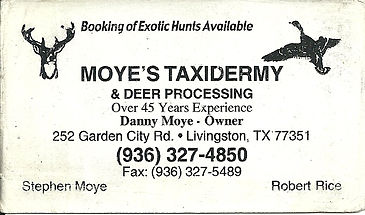 Booking of Exotic Hunts Available
MOYE'S TAXIDERMY
& DEER PROCESSING
Over 45 Years Experience
Danny Moye - Owner
252 Garden City Rd. • Livingston, TX 77351
(936) 327-4850
Fax: (936) 327-5489
Stephen Moye Robert Rice